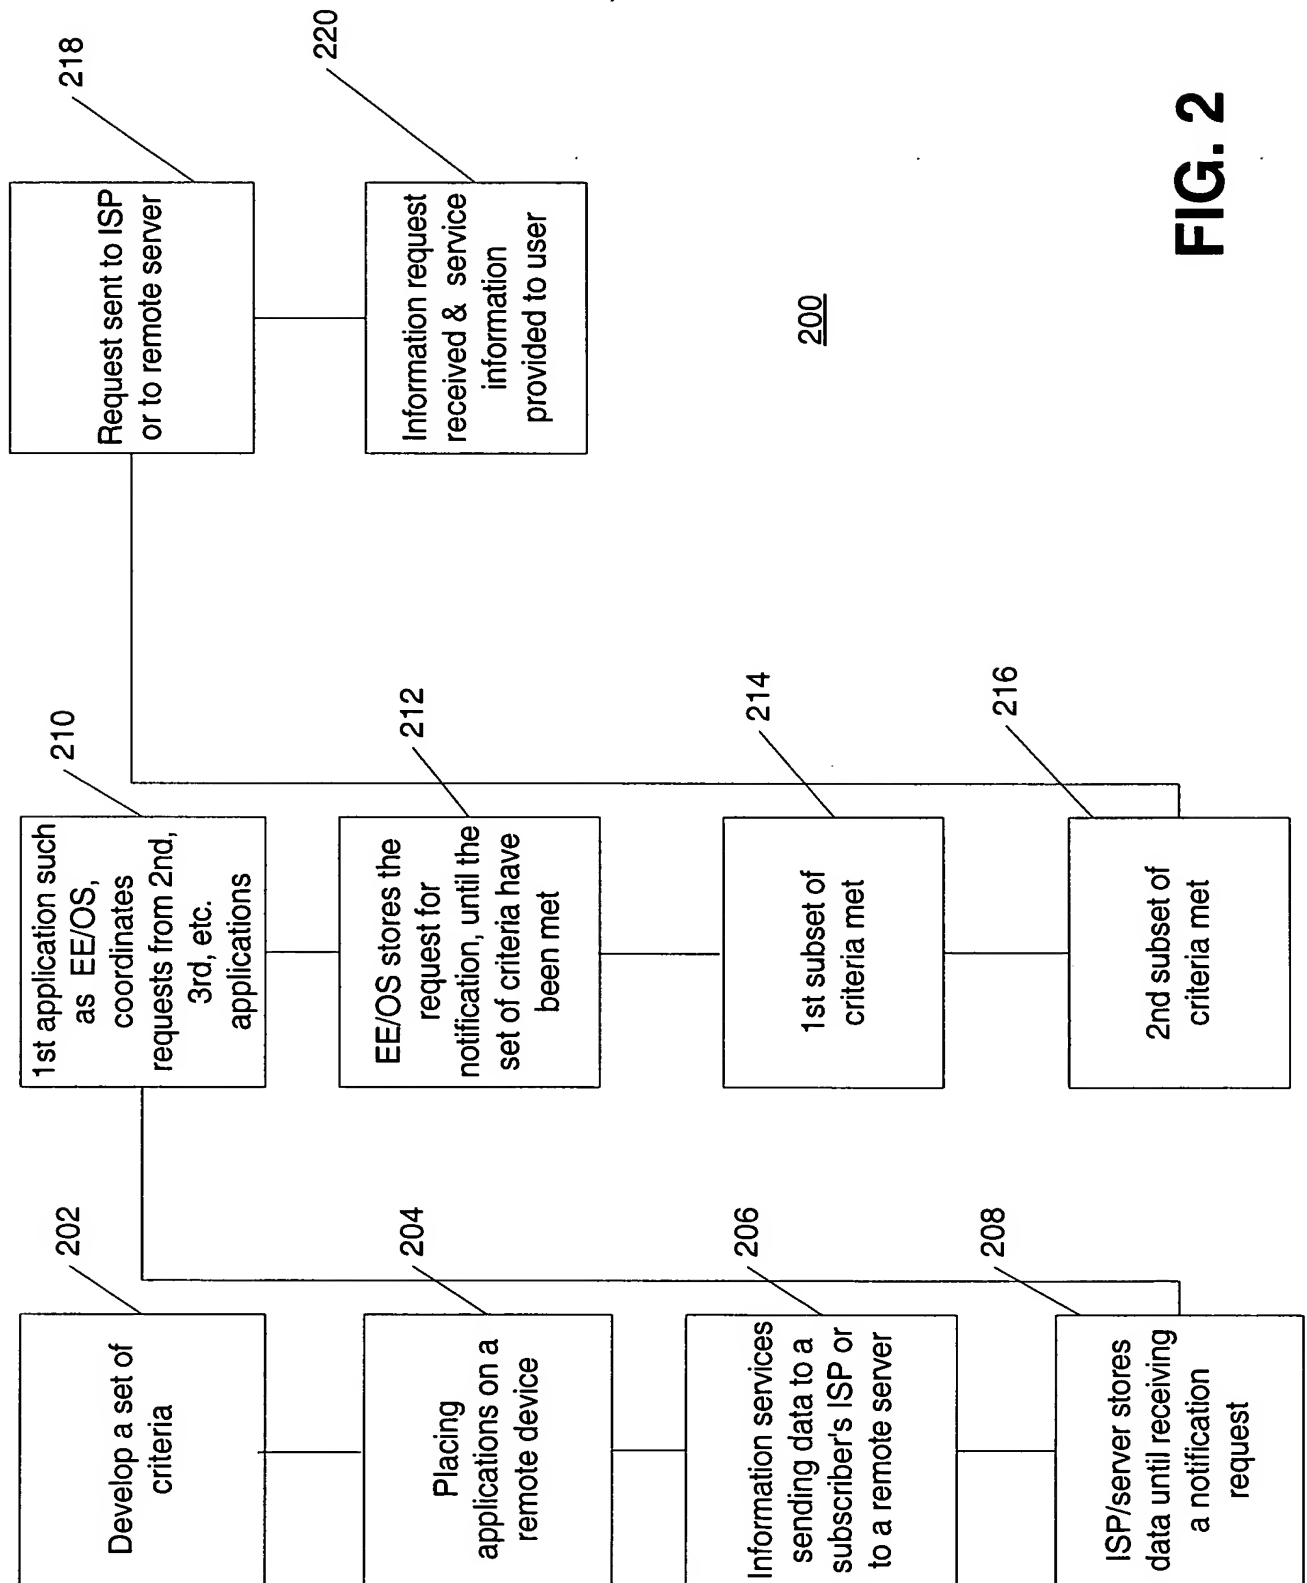 202
Develop a set of
criteria
204
Placing
applications on a
remote device
206
Information services
sending data to a
subscriber's ISP or
to a remote server
208
ISP/server stores
data until receiving
a notification
request
210
1st application such
as EE/OS,
coordinates
requests from 2nd,
3rd, etc.
applications
212
EE/OS stores the
request for
notification, until the
set of criteria have
been met
214
1st subset of
criteria met
216
2nd subset of
criteria met
218
Request sent to ISP
or to remote server
220
Information request
received & service
information
provided to user
200
FIG. 2